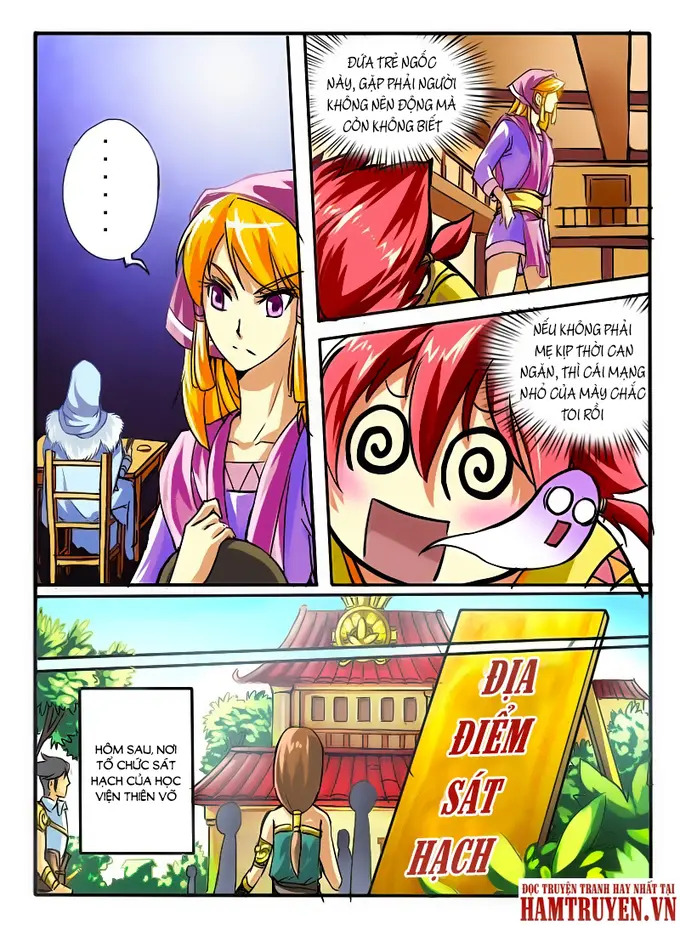 . . . . . .
ĐỨA TRẺ NGỐC
NÀY, GẶP PHẢI NGƯỜI
KHÔNG NÊN ĐỘNG MÀ
CÒN KHÔNG BIẾT
NẾU KHÔNG PHẢI
MẸ KỊP THỜI CAN
NGĂN, THÌ CÁI MẠNG
NHỎ CỦA MÀY CHẮC
TOI RỒI
HÔM SAU, NƠI
TỔ CHỨC SÁT
HẠCH CỦA HỌC
VIỆN THIÊN VÕ
ĐỊA
ĐIỂM
SÁT
HẠCH
ĐỌC TRUYỆN TRANH HAY NHẤT TẠI
HAMTRUYEN.VN